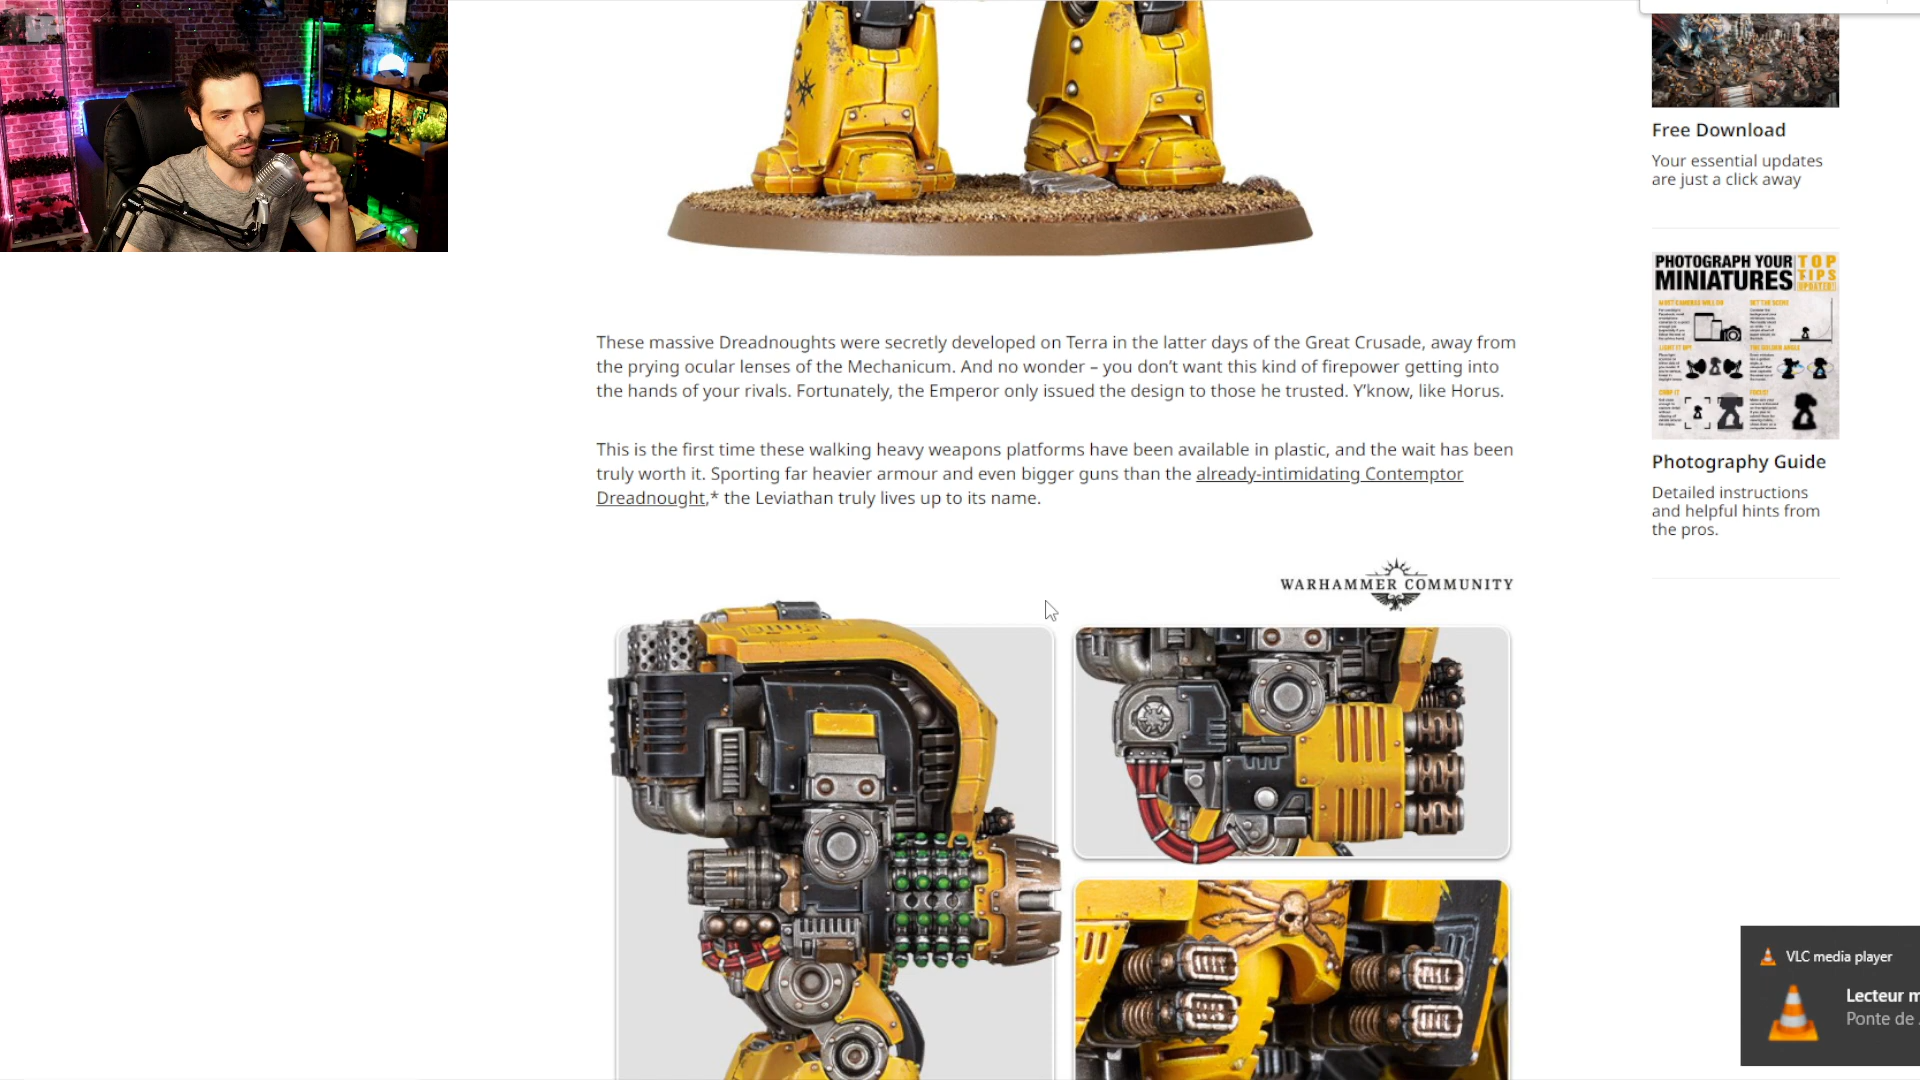 Free Download
Your essential updates
are just a click away
PHOTOGRAPH YOUR
MINIATURES
TOP
TIPS
UPDATED!
These massive Dreadnoughts were secretly developed on Terra in the latter days of the Great Crusade, away from
the prying ocular lenses of the Mechanicum. And no wonder – you don’t want this kind of firepower getting into
the hands of your rivals. Fortunately, the Emperor only issued the design to those he trusted. Y’know, like Horus.
This is the first time these walking heavy weapons platforms have been available in plastic, and the wait has been
truly worth it. Sporting far heavier armour and even bigger guns than the already-intimidating Contemptor
Dreadnought,* the Leviathan truly lives up to its name.
Photography Guide
Detailed instructions
and helpful hints from
the pros.
WARHAMMER COMMUNITY
VLC media player
Lecteur m
Ponte de